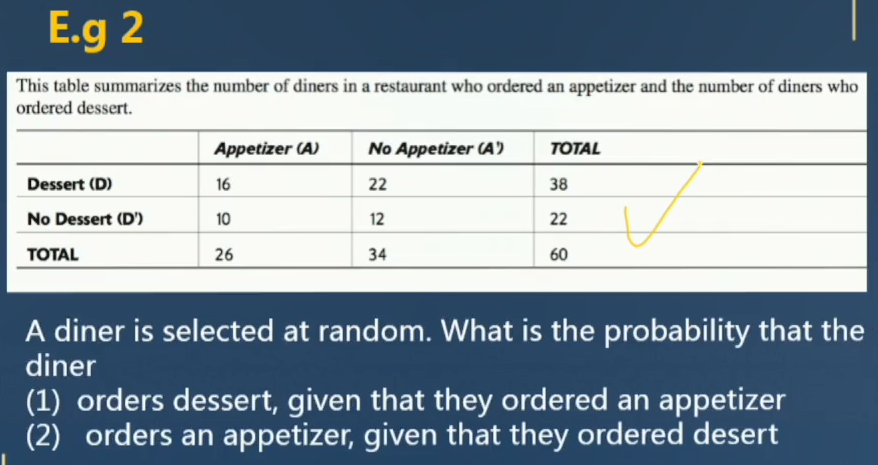 E.g 2
This table summarizes the number of diners in a restaurant who ordered an appetizer and the number of diners who
ordered dessert.
Appetizer (A) No Appetizer (A') TOTAL
Dessert (D) 16 22 38
No Dessert (D') 10 12 22
TOTAL 26 34 60
A diner is selected at random. What is the probability that the
diner
(1) orders dessert, given that they ordered an appetizer
(2) orders an appetizer, given that they ordered desert